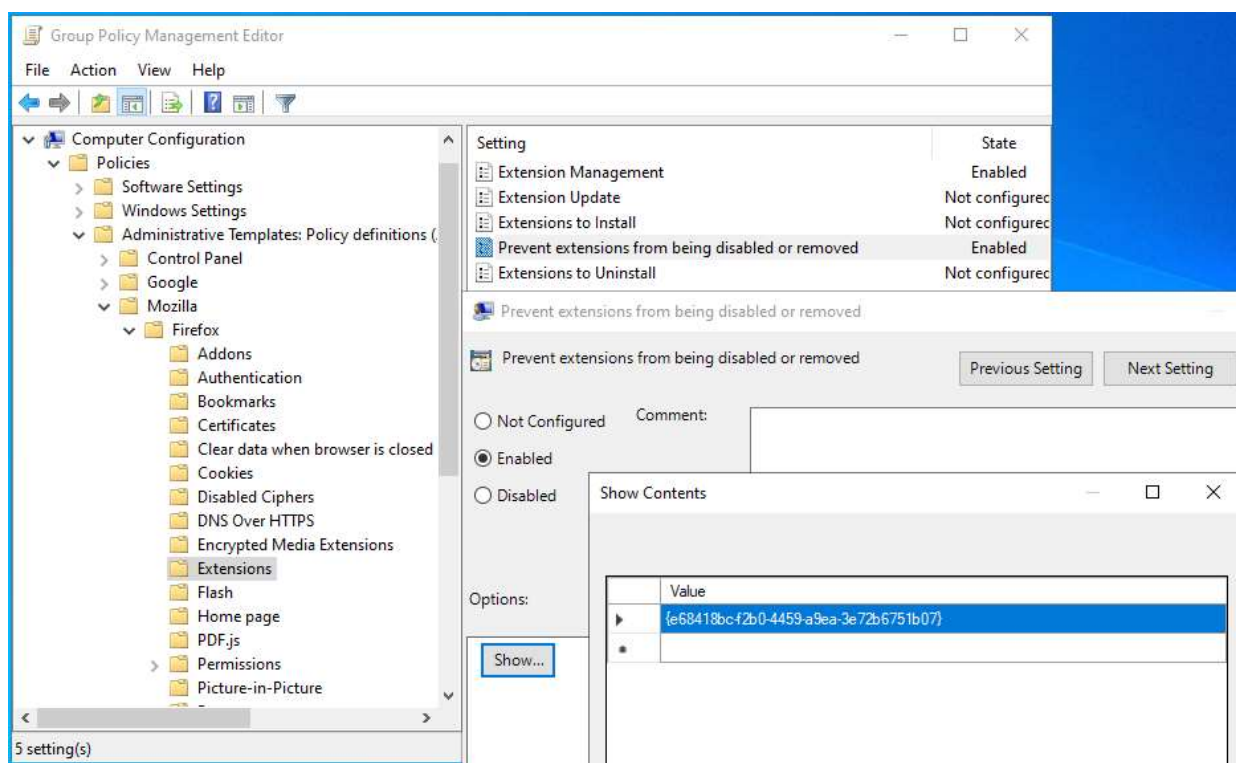 Group Policy Management Editor
File Action View Help
Computer Configuration
Policies
Software Settings
Windows Settings
Administrative Templates: Policy definitions (.
Control Panel
Google
Mozilla
Firefox
Addons
Authentication
Bookmarks
Certificates
Clear data when browser is closed
Cookies
Disabled Ciphers
DNS Over HTTPS
Encrypted Media Extensions
Extensions
Flash
Home page
PDF.js
Permissions
Picture-in-Picture
5 setting(s)
Setting State
Extension Management Enabled
Extension Update Not configured
Extensions to Install Not configured
Prevent extensions from being disabled or removed Enabled
Extensions to Uninstall Not configured
Prevent extensions from being disabled or removed
Prevent extensions from being disabled or removed
Previous Setting Next Setting
Not Configured Comment:
Enabled
Disabled
Options:
Show...
Show Contents
Value
{e68418bc-f2b0-4459-a9ea-3e72b6751b07}